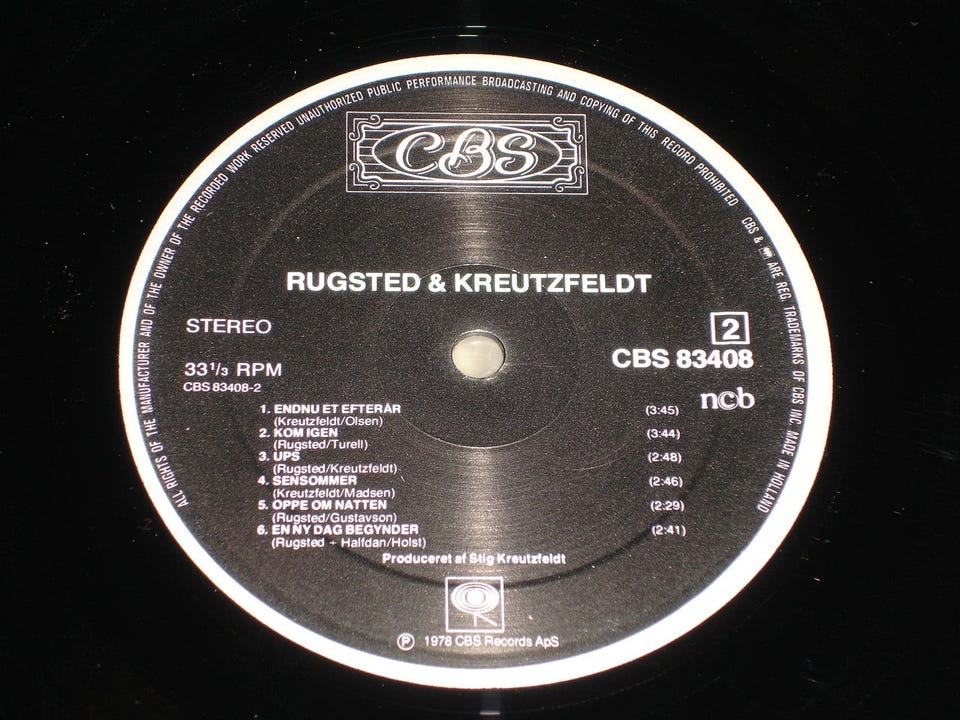 ALL RIGHTS OF THE MANUFACTURER AND OF THE OWNER OF THE RECORDED WORK RESERVED UNAUTHORIZED PUBLIC PERFORMANCE BROADCASTING AND COPYING OF THIS RECORD PROHIBITED CBS & ARE REG. TRADEMARKS OF CBS INC. MADE IN HOLLAND
CBS
RUGSTED & KREUTZFELDT
STEREO
2
CBS 83408
33 1/3 RPM
CBS 83408-2
ncb
1. ENDNU ET EFTERÅR (3:45)
(Kreutzfeldt/Olsen)
2. KOM IGEN (3:44)
(Rugsted/Turell)
3. UPS (2:48)
(Rugsted/Kreutzfeldt)
4. SENSOMMER (2:46)
(Kreutzfeldt/Madsen)
5. OPPE OM NATTEN (2:29)
(Rugsted/Gustavson)
6. EN NY DAG BEGYNDER (2:41)
(Rugsted + Halfdan/Holst)
Produceret af Stig Kreutzfeldt
℗ 1978 CBS Records ApS